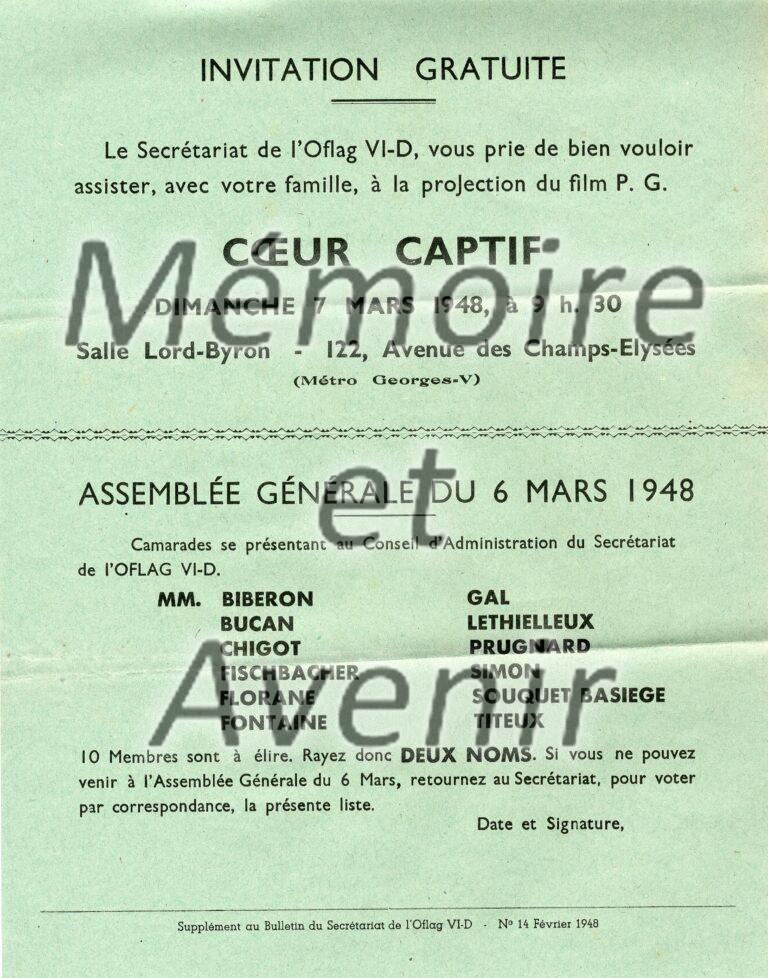 INVITATION GRATUITE
Le Secrétariat de l'Oflag VI-D, vous prie de bien vouloir
assister, avec votre famille, à la projection du film P. G.
CŒUR CAPTIF
DIMANCHE 7 MARS 1948, à 9 h. 30
Salle Lord-Byron - 122, Avenue des Champs-Elysées
(Métro Georges-V)
ASSEMBLÉE GÉNÉRALE DU 6 MARS 1948
Camarades se présentant au Conseil d'Administration du Secrétariat
de l'OFLAG VI-D.
MM. BIBERON GAL
BUCAN LETHIELLEUX
CHIGOT PRUGNARD
FISCHBACHER SIMON
FLORANE SOUQUET BASIEGE
FONTAINE TITEUX
10 Membres sont à élire. Rayez donc DEUX NOMS. Si vous ne pouvez
venir à l'Assemblée Générale du 6 Mars, retournez au Secrétariat, pour voter
par correspondance, la présente liste.
Date et Signature,
Supplément au Bulletin du Secrétariat de l'Oflag VI-D - Nº 14 Février 1948
Mémoire
et
Avenir